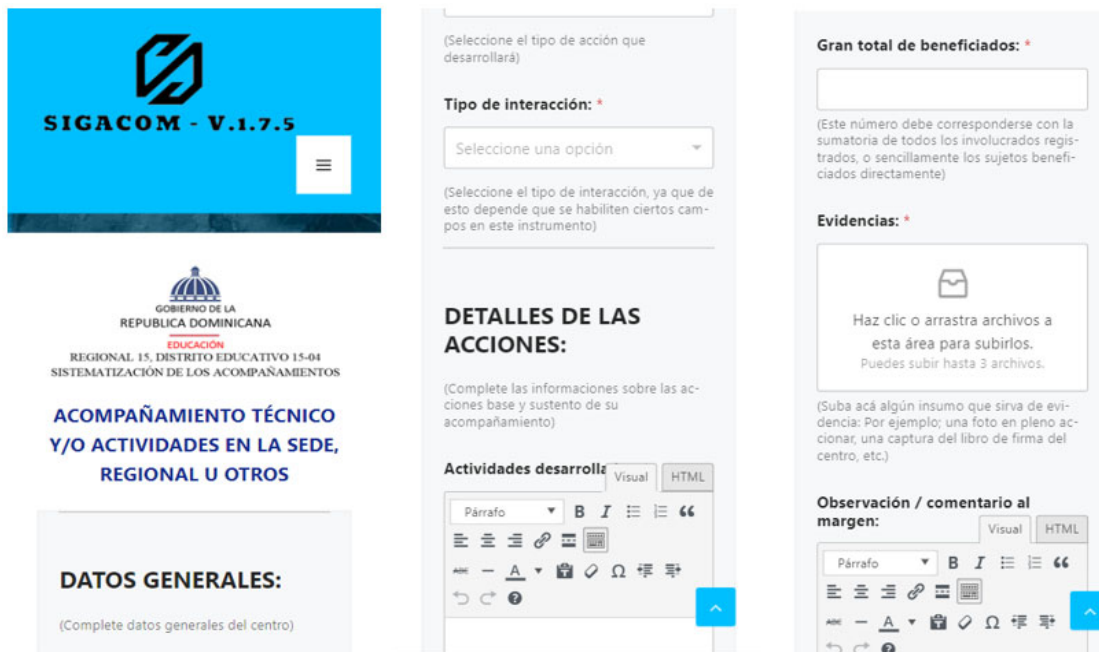 SIGACOM - V.1.7.5
GOBIERNO DE LA
REPUBLICA DOMINICANA
EDUCACIÓN
REGIONAL 15, DISTRITO EDUCATIVO 15-04
SISTEMATIZACIÓN DE LOS ACOMPAÑAMIENTOS
ACOMPAÑAMIENTO TÉCNICO
Y/O ACTIVIDADES EN LA SEDE,
REGIONAL U OTROS
DATOS GENERALES:
(Complete datos generales del centro)
(Seleccione el tipo de acción que
desarrollará)
Tipo de interacción: *
Seleccione una opción
(Seleccione el tipo de interacción, ya que de
esto depende que se habiliten ciertos cam-
pos en este instrumento)
DETALLES DE LAS
ACCIONES:
(Complete las informaciones sobre las ac-
ciones base y sustento de su
acompañamiento)
Actividades desarrolla
Visual HTML
Párrafo B I
ABC A Ω
Gran total de beneficiados: *
(Este número debe corresponderse con la
sumatoria de todos los involucrados regis-
trados, o sencillamente los sujetos benefi-
ciados directamente)
Evidencias: *
Haz clic o arrastra archivos a
esta área para subirlos.
Puedes subir hasta 3 archivos.
(Suba acá algún insumo que sirva de evi-
dencia: Por ejemplo; una foto en pleno ac-
cionar, una captura del libro de firma del
centro, etc.)
Observación / comentario al
margen:
Visual HTML
Párrafo B I
ABC A Ω